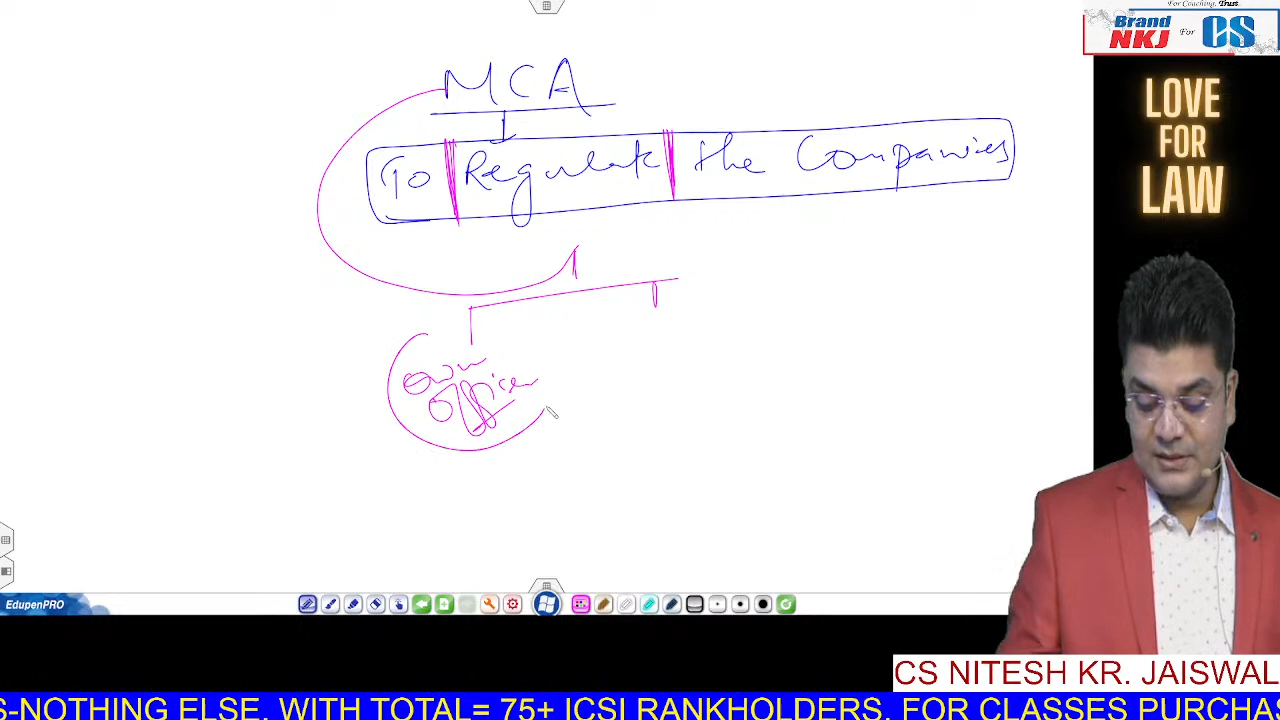 For Coaching, Trust
Brand
NKJ
For
CS
MCA
To Regulate the Companies
LOVE
FOR
LAW
own
officer
EdupenPRO
CS NITESH KR. JAISWAL
S-NOTHING ELSE, WITH TOTAL= 75+ ICSI RANKHOLDERS, FOR CLASSES PURCHA